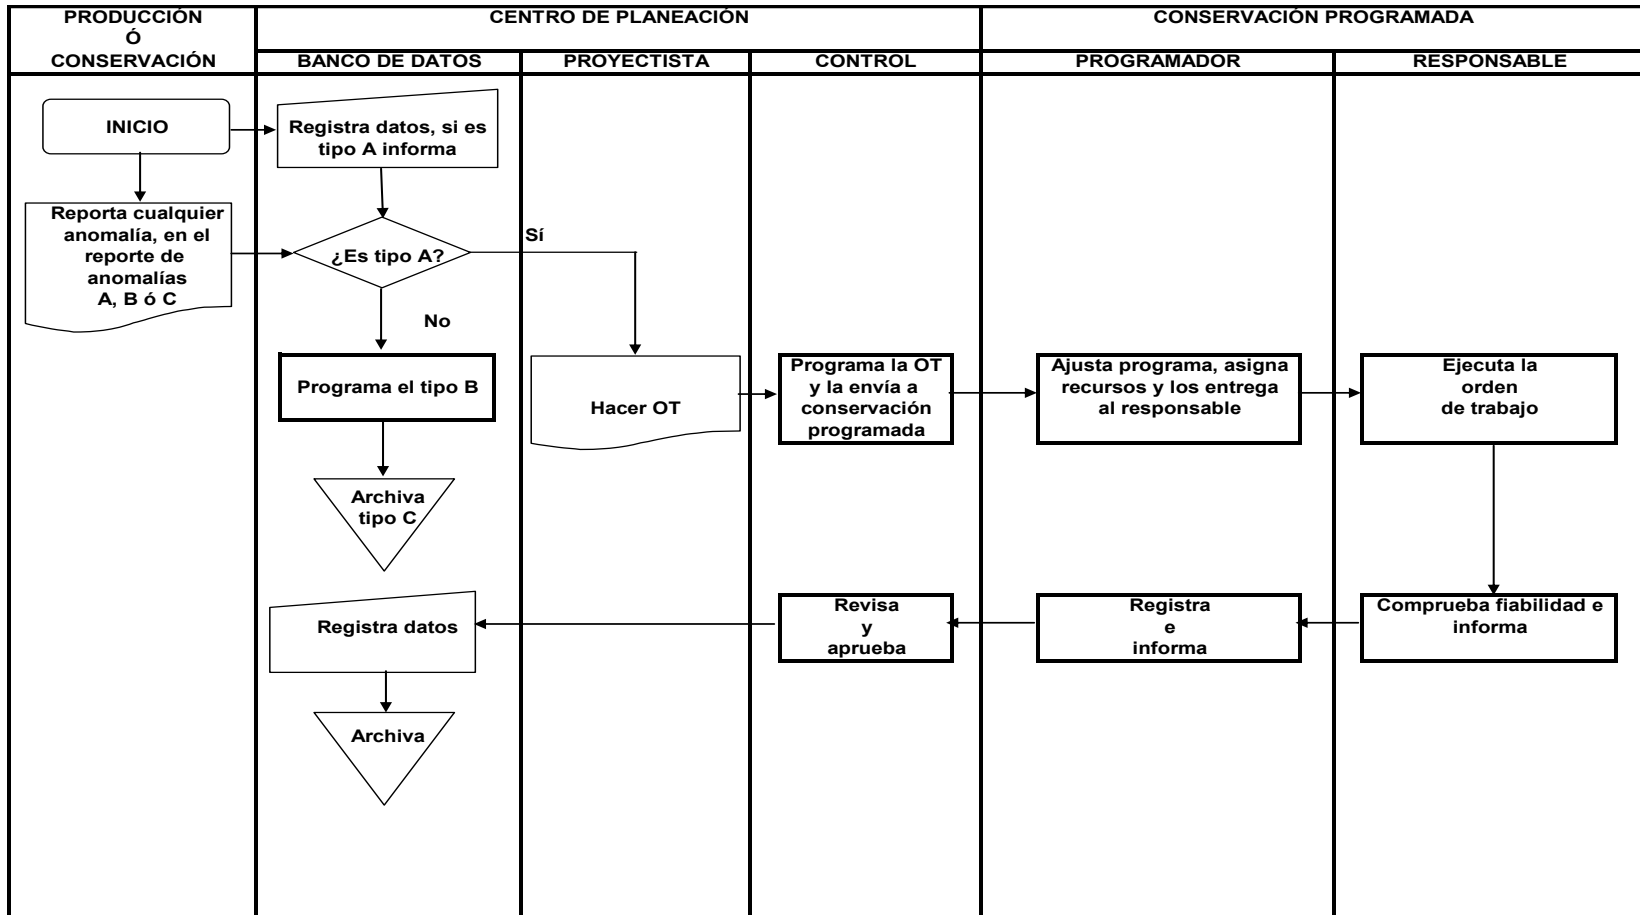 PRODUCCIÓN
Ó
CONSERVACIÓN
CENTRO DE PLANEACIÓN
CONSERVACIÓN PROGRAMADA
BANCO DE DATOS
PROYECTISTA
CONTROL
PROGRAMADOR
RESPONSABLE
INICIO
Registra datos, si es
tipo A informa
Reporta cualquier
anomalía, en el
reporte de
anomalías
A, B ó C
¿Es tipo A?
Sí
No
Programa el tipo B
Hacer OT
Programa la OT
y la envía a
conservación
programada
Ajusta programa, asigna
recursos y los entrega
al responsable
Ejecuta la
orden
de trabajo
Archiva
tipo C
Registra datos
Revisa
y
aprueba
Registra
e
informa
Comprueba fiabilidad e
informa
Archiva